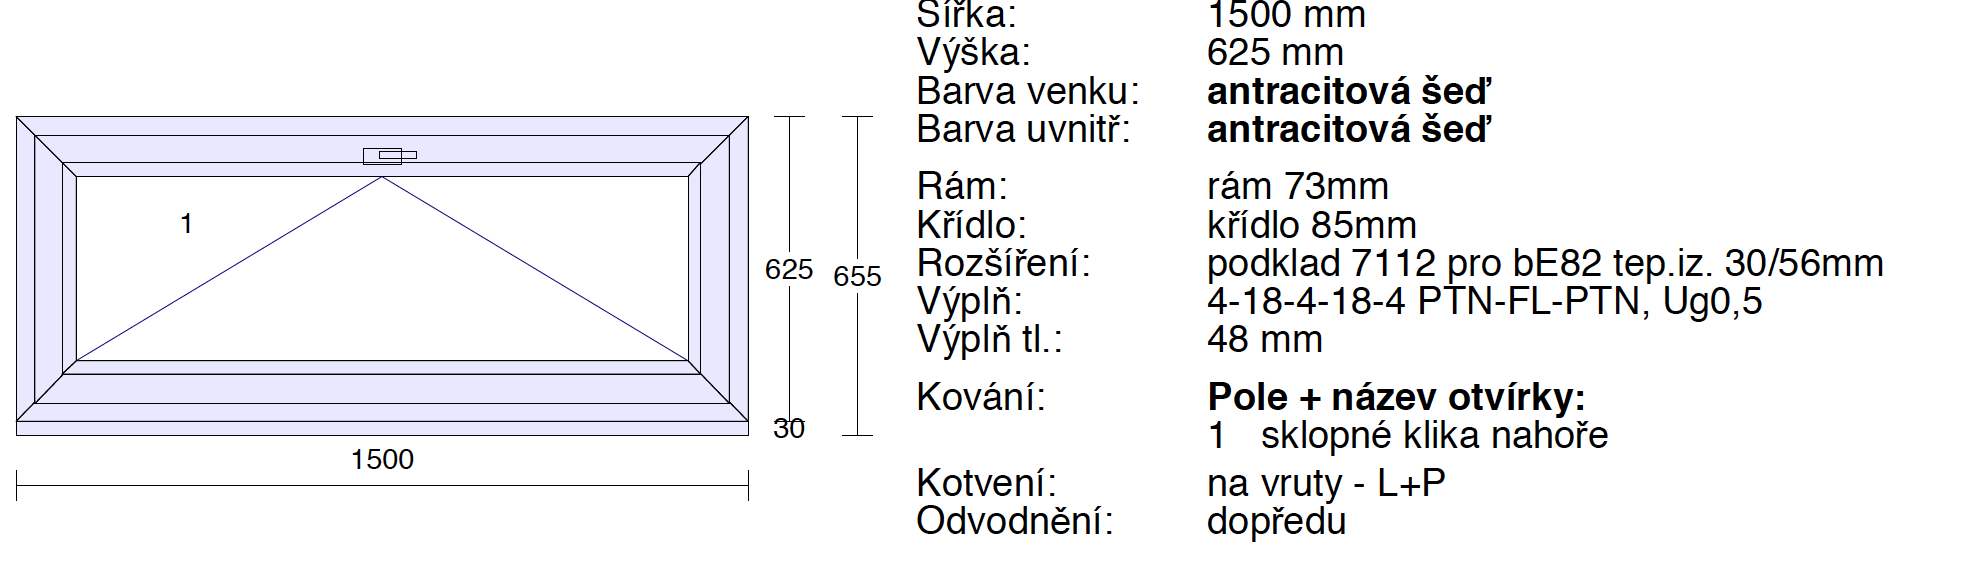 Šířka: 1500 mm
Výška: 625 mm
Barva venku: antracitová šeď
Barva uvnitř: antracitová šeď
Rám: rám 73mm
Křídlo: křídlo 85mm
Rozšíření: podklad 7112 pro bE82 tep.iz. 30/56mm
Výplň: 4-18-4-18-4 PTN-FL-PTN, Ug0,5
Výplň tl.: 48 mm
Kování: Pole + název otvírky:
1 sklopné klika nahoře
Kotvení: na vruty - L+P
Odvodnění: dopředu
1
625
655
30
1500